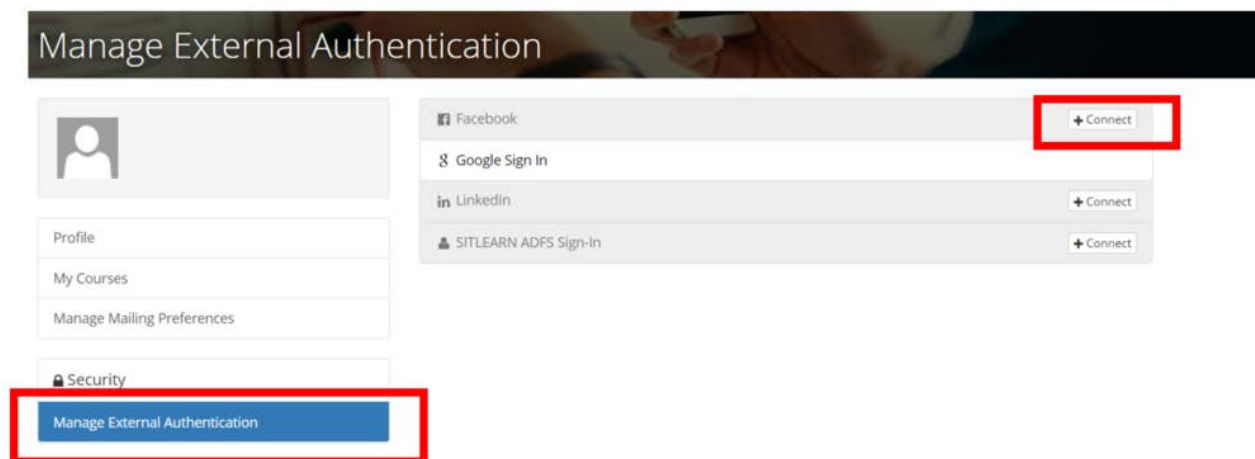 Manage External Authentication
Facebook
+ Connect
Google Sign In
LinkedIn
+ Connect
SITLEARN ADFS Sign-In
+ Connect
Profile
My Courses
Manage Mailing Preferences
Security
Manage External Authentication